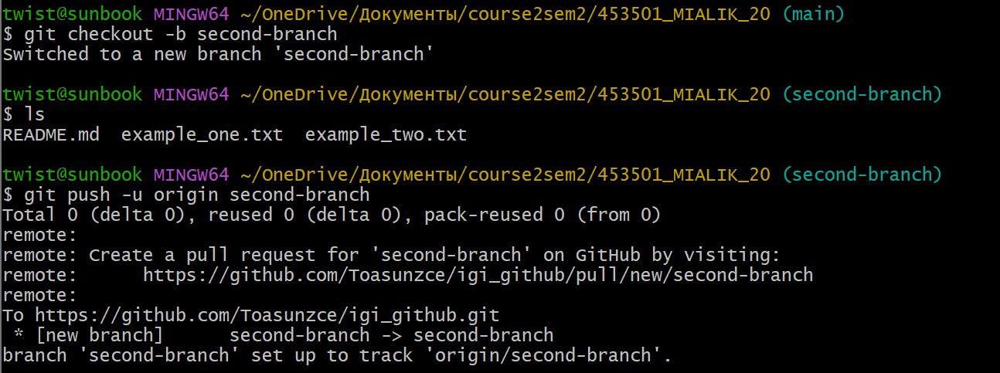 twist@sunbook MINGW64 ~/OneDrive/Документы/course2sem2/453501_MIALIK_20 (main)
$ git checkout -b second-branch
Switched to a new branch 'second-branch'
twist@sunbook MINGW64 ~/OneDrive/Документы/course2sem2/453501_MIALIK_20 (second-branch)
$ ls
README.md  example_one.txt  example_two.txt
twist@sunbook MINGW64 ~/OneDrive/Документы/course2sem2/453501_MIALIK_20 (second-branch)
$ git push -u origin second-branch
Total 0 (delta 0), reused 0 (delta 0), pack-reused 0 (from 0)
remote:
remote: Create a pull request for 'second-branch' on GitHub by visiting:
remote:      https://github.com/Toasunzce/igi_github/pull/new/second-branch
remote:
To https://github.com/Toasunzce/igi_github.git
 * [new branch]      second-branch -> second-branch
branch 'second-branch' set up to track 'origin/second-branch'.